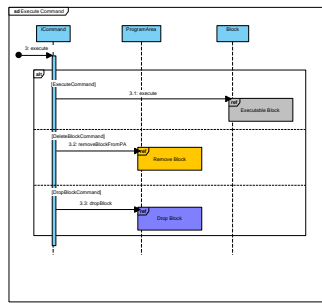 sd Execute Command
ICommand
ProgramArea
Block
3: execute
alt
[ExecuteCommand]
3.1: execute
ref
Executable Block
[DeleteBlockCommand]
3.2: removeBlockFromPA
ref
Remove Block
[DropBlockCommand]
3.3: dropBlock
ref
Drop Block